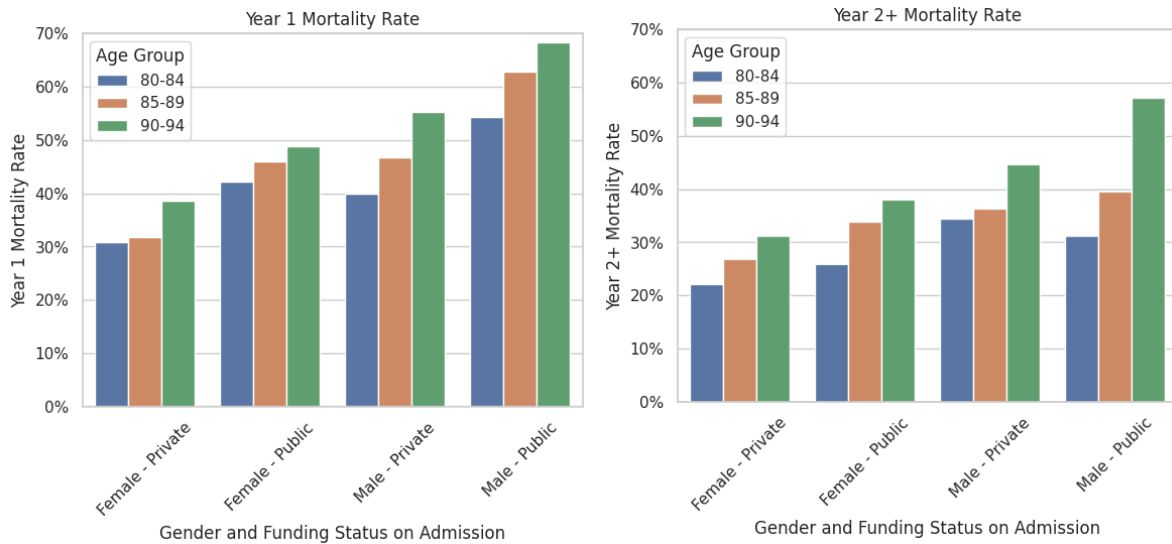 Year 1 Mortality Rate
70%
60%
50%
40%
30%
20%
10%
0%
Year 1 Mortality Rate
Age Group
80-84
85-89
90-94
Female - Private
Female - Public
Male - Private
Male - Public
Gender and Funding Status on Admission
Year 2+ Mortality Rate
70%
60%
50%
40%
30%
20%
10%
0%
Year 2+ Mortality Rate
Age Group
80-84
85-89
90-94
Female - Private
Female - Public
Male - Private
Male - Public
Gender and Funding Status on Admission